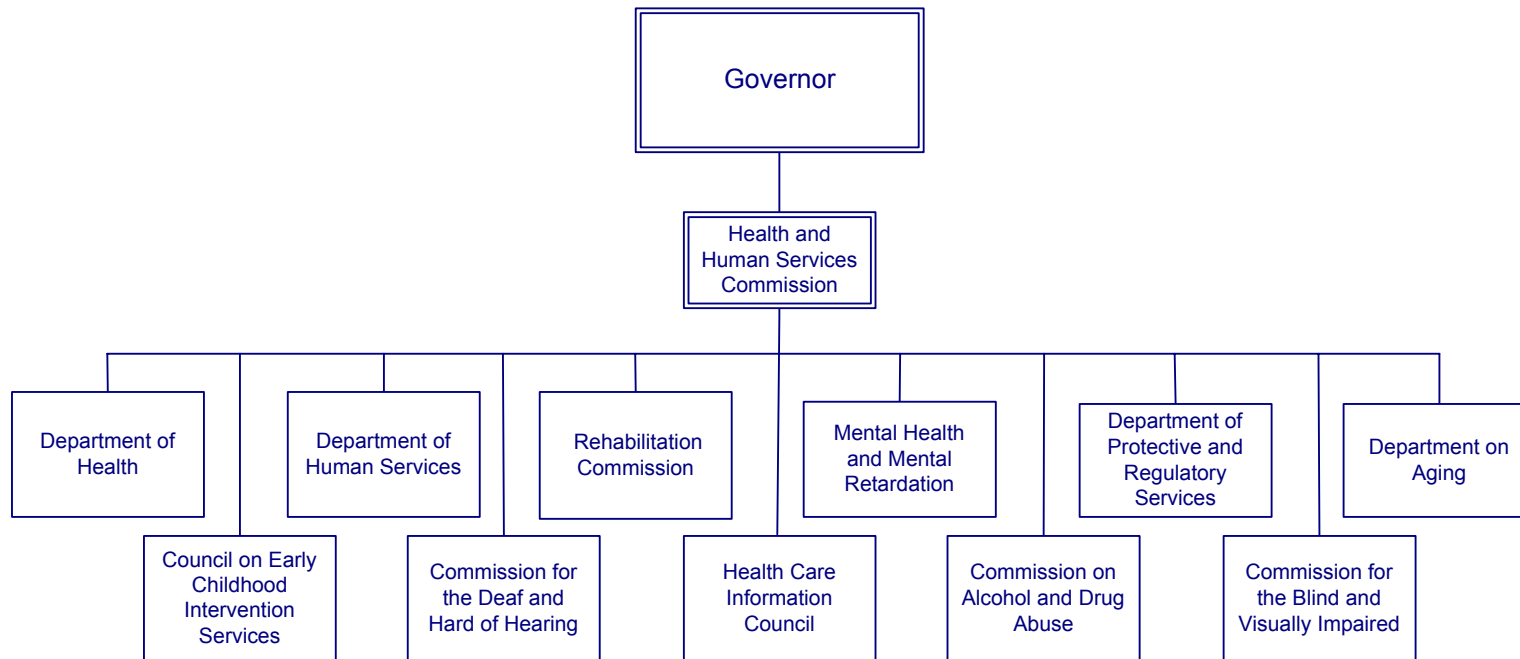 Governor
Health and
Human Services
Commission
Department of
Health
Department of
Human Services
Rehabilitation
Commission
Mental Health
and Mental
Retardation
Department of
Protective and
Regulatory
Services
Department on
Aging
Council on Early
Childhood
Intervention
Services
Commission for
the Deaf and
Hard of Hearing
Health Care
Information
Council
Commission on
Alcohol and Drug
Abuse
Commission for
the Blind and
Visually Impaired